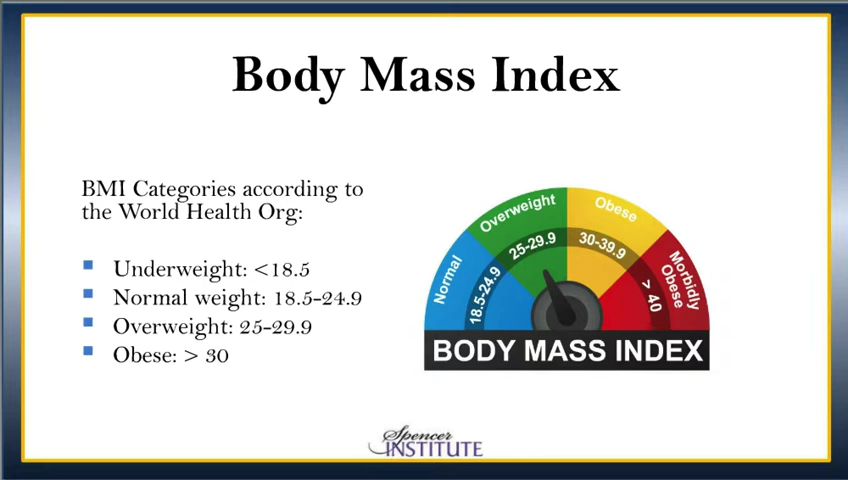 Body Mass Index
BMI Categories according to
the World Health Org:
Underweight: <18.5
Normal weight: 18.5-24.9
Overweight: 25-29.9
Obese: > 30
Normal
Overweight
Obese
Morbidly
Obese
18.5-24.9
25-29.9
30-39.9
> 40
BODY MASS INDEX
Spencer
INSTITUTE